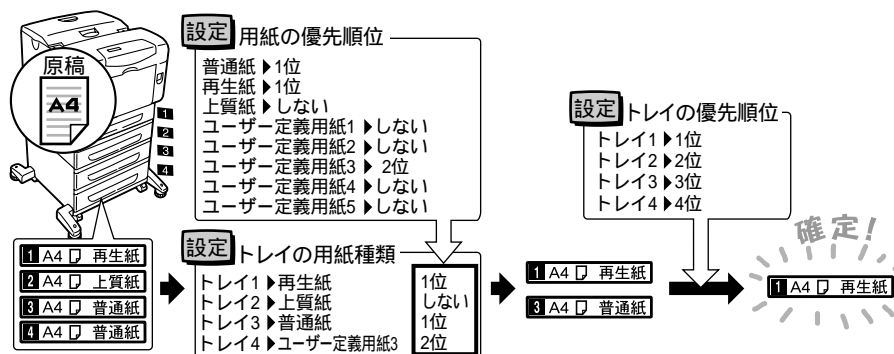 原稿
A4
1
2
3
4
設定 用紙の優先順位
普通紙▶1位
再生紙▶1位
上質紙▶しない
ユーザー定義用紙1▶しない
ユーザー定義用紙2▶しない
ユーザー定義用紙3▶ 2位
ユーザー定義用紙4▶しない
ユーザー定義用紙5▶しない
1 A4 再生紙
2 A4 上質紙
3 A4 普通紙
4 A4 普通紙
設定 トレイの用紙種類
トレイ1▶再生紙 1位
トレイ2▶上質紙 しない
トレイ3▶普通紙 1位
トレイ4▶ユーザー定義用紙3 2位
1 A4 再生紙
3 A4 普通紙
設定 トレイの優先順位
トレイ1▶1位
トレイ2▶2位
トレイ3▶3位
トレイ4▶4位
確定!
1 A4 再生紙